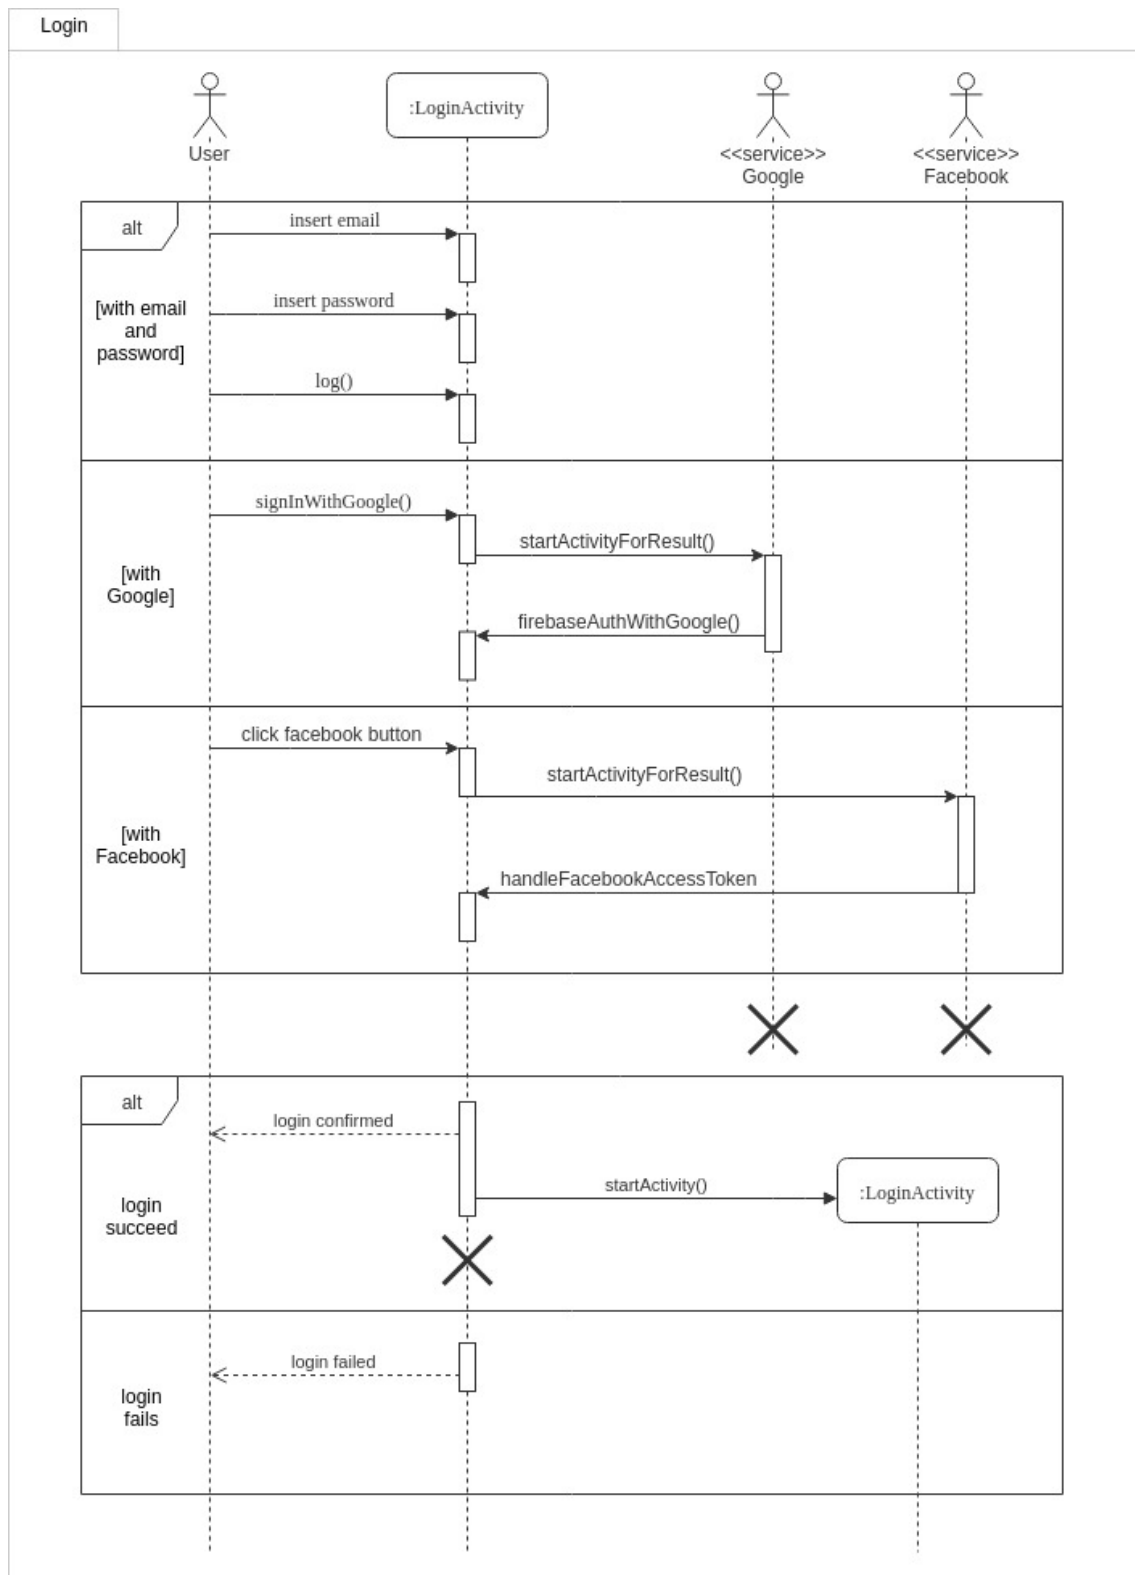 Login
:LoginActivity
User
<<service>>
Google
<<service>>
Facebook
alt
insert email
[with email
and
password]
insert password
log()
signInWithGoogle()
startActivityForResult()
[with
Google]
firebaseAuthWithGoogle()
click facebook button
startActivityForResult()
[with
Facebook]
handleFacebookAccessToken
alt
login confirmed
startActivity()
:LoginActivity
login
succeed
login failed
login
fails